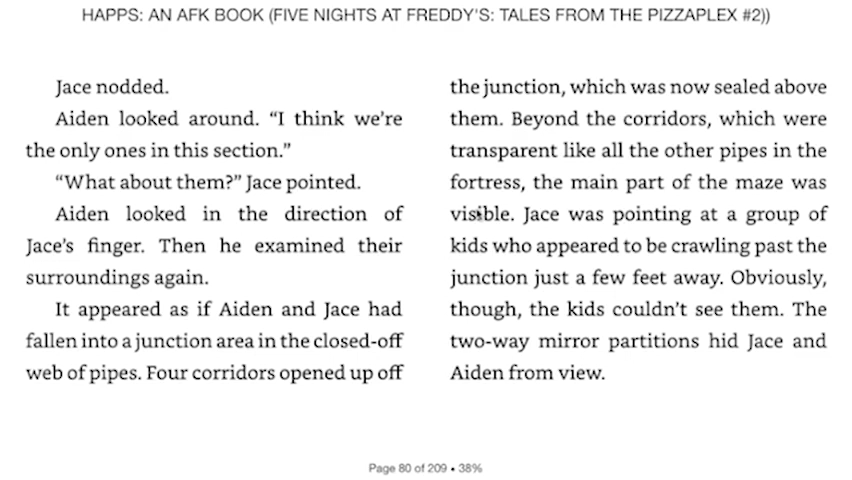 HAPPS: AN AFK BOOK (FIVE NIGHTS AT FREDDY'S: TALES FROM THE PIZZAPLEX #2))
Jace nodded.
Aiden looked around. “I think we’re
the only ones in this section.”
“What about them?” Jace pointed.
Aiden looked in the direction of
Jace’s finger. Then he examined their
surroundings again.
It appeared as if Aiden and Jace had
fallen into a junction area in the closed-off
web of pipes. Four corridors opened up off
the junction, which was now sealed above
them. Beyond the corridors, which were
transparent like all the other pipes in the
fortress, the main part of the maze was
visible. Jace was pointing at a group of
kids who appeared to be crawling past the
junction just a few feet away. Obviously,
though, the kids couldn’t see them. The
two-way mirror partitions hid Jace and
Aiden from view.
Page 80 of 209 • 38%